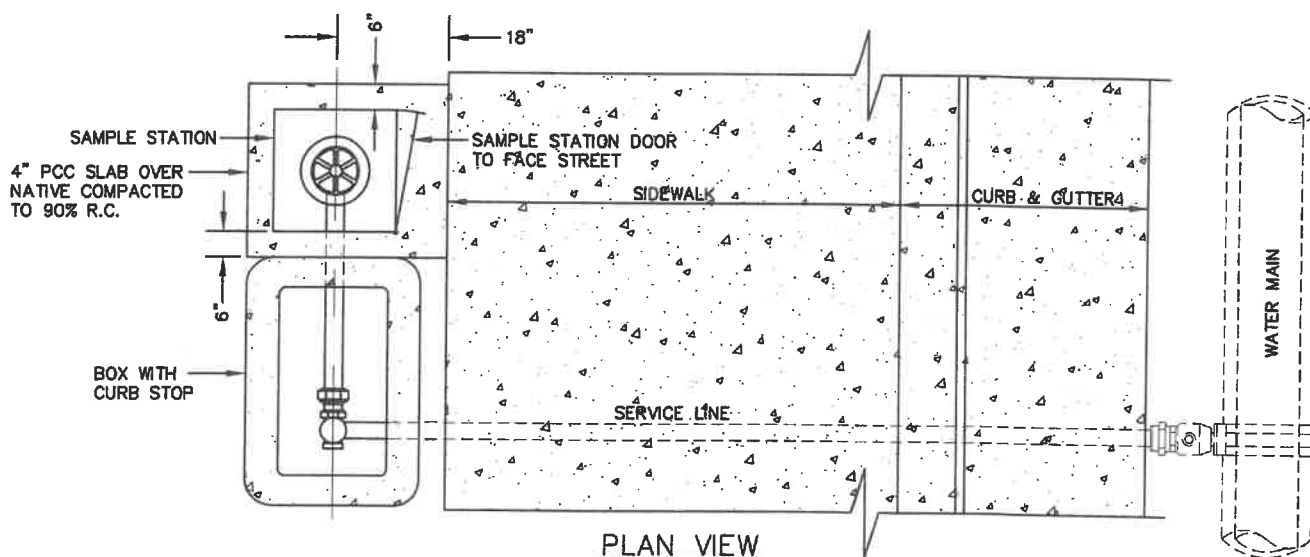 6"
18"
SAMPLE STATION
SAMPLE STATION DOOR
TO FACE STREET
4" PCC SLAB OVER
NATIVE COMPACTED
TO 90% R.C.
SIDEWALK
CURB & GUTTER
6"
WATER MAIN
BOX WITH
CURB STOP
SERVICE LINE
PLAN VIEW